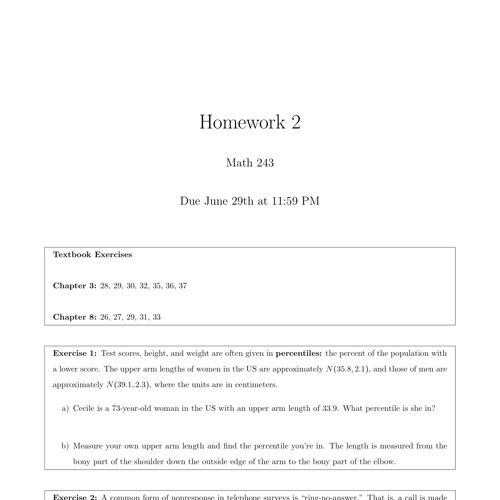 Homework 2
Math 243
Due June 29th at 11:59 PM
Textbook Exercises
Chapter 3: 28, 29, 30, 32, 35, 36, 37
Chapter 8: 26, 27, 29, 31, 33
Exercise 1: Test scores, height, and weight are often given in percentiles: the percent of the population with
a lower score. The upper arm lengths of women in the US are approximately N(35.8, 2.1), and those of men are
approximately N(39.1, 2.3), where the units are in centimeters.
a) Cecile is a 73-year-old woman in the US with an upper arm length of 33.9. What percentile is she in?
b) Measure your own upper arm length and find the percentile you're in. The length is measured from the
bony part of the shoulder down the outside edge of the arm to the bony part of the elbow.
Exercise 2: A common form of nonresponse in telephone surveys is "ring-no-answer." That is, a call is made